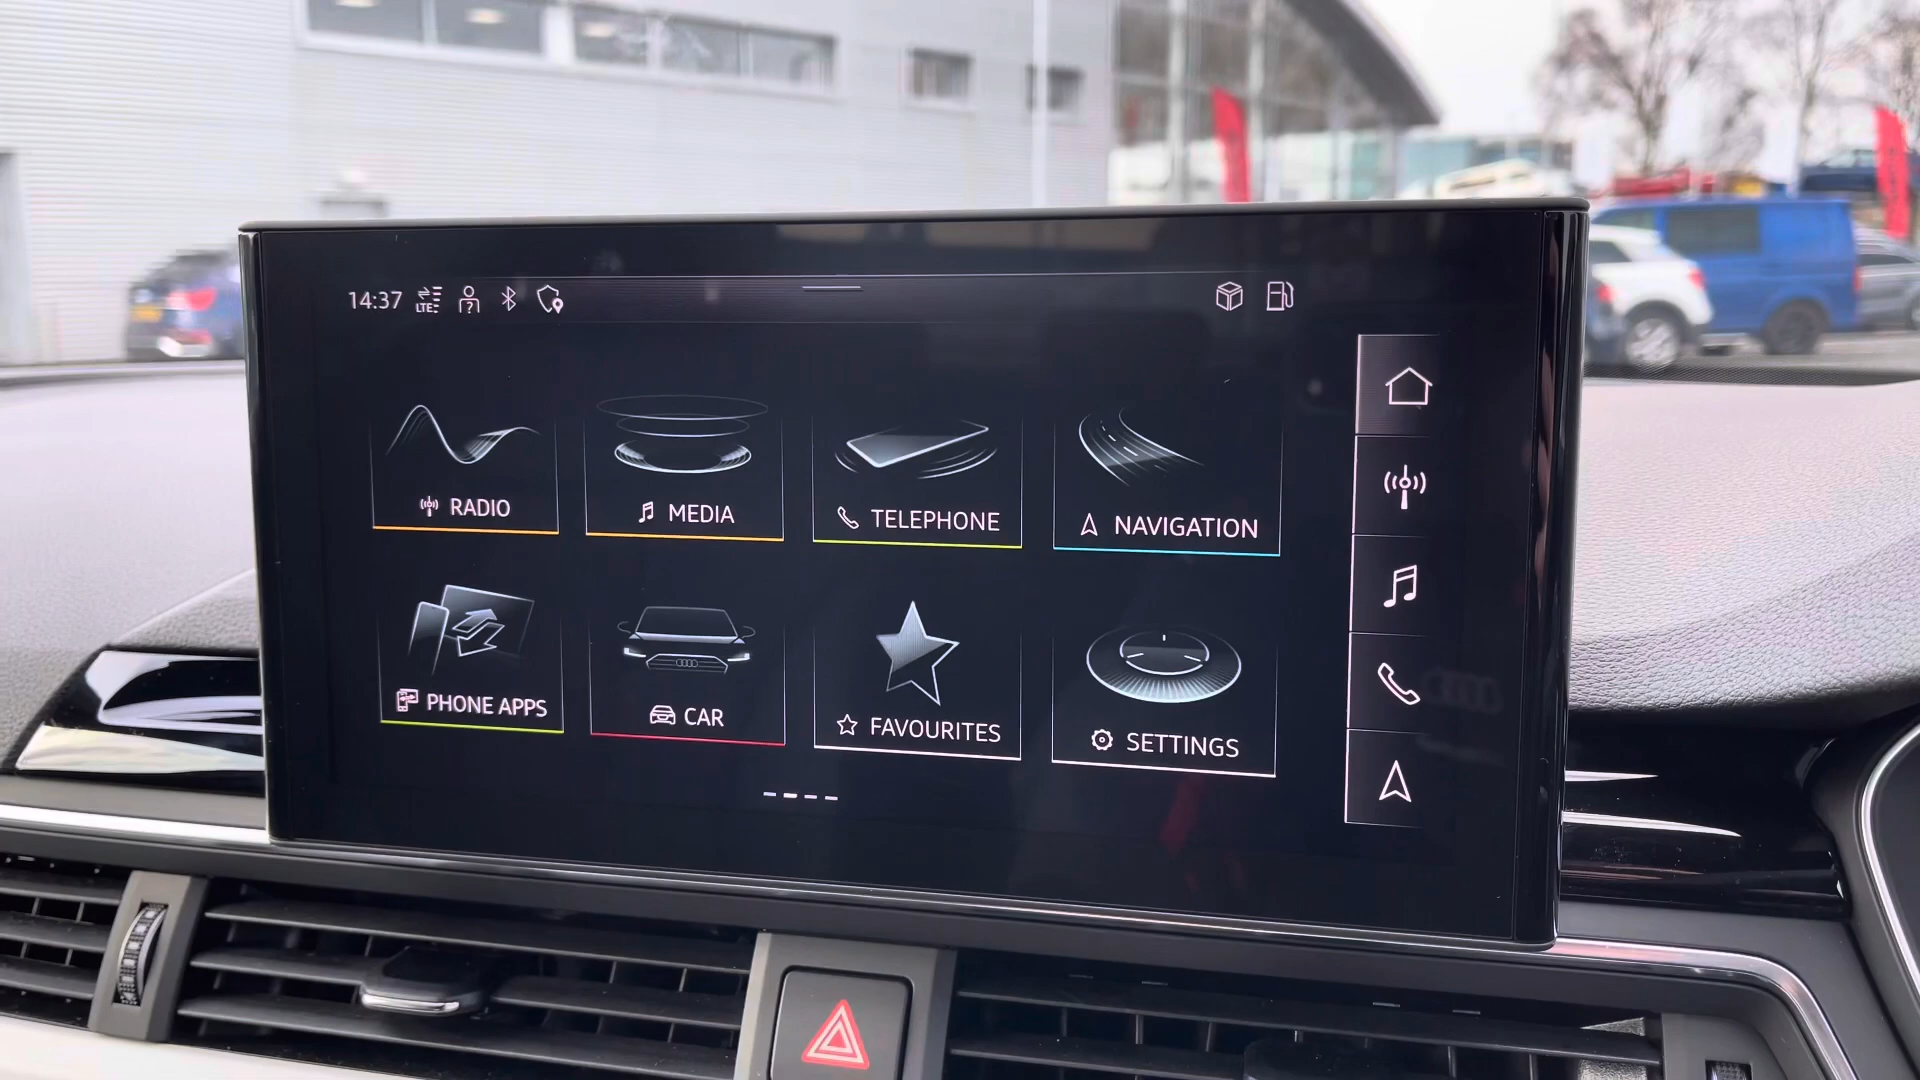 14:37 LTE ?
RADIO
MEDIA
TELEPHONE
NAVIGATION
PHONE APPS
CAR
FAVOURITES
SETTINGS